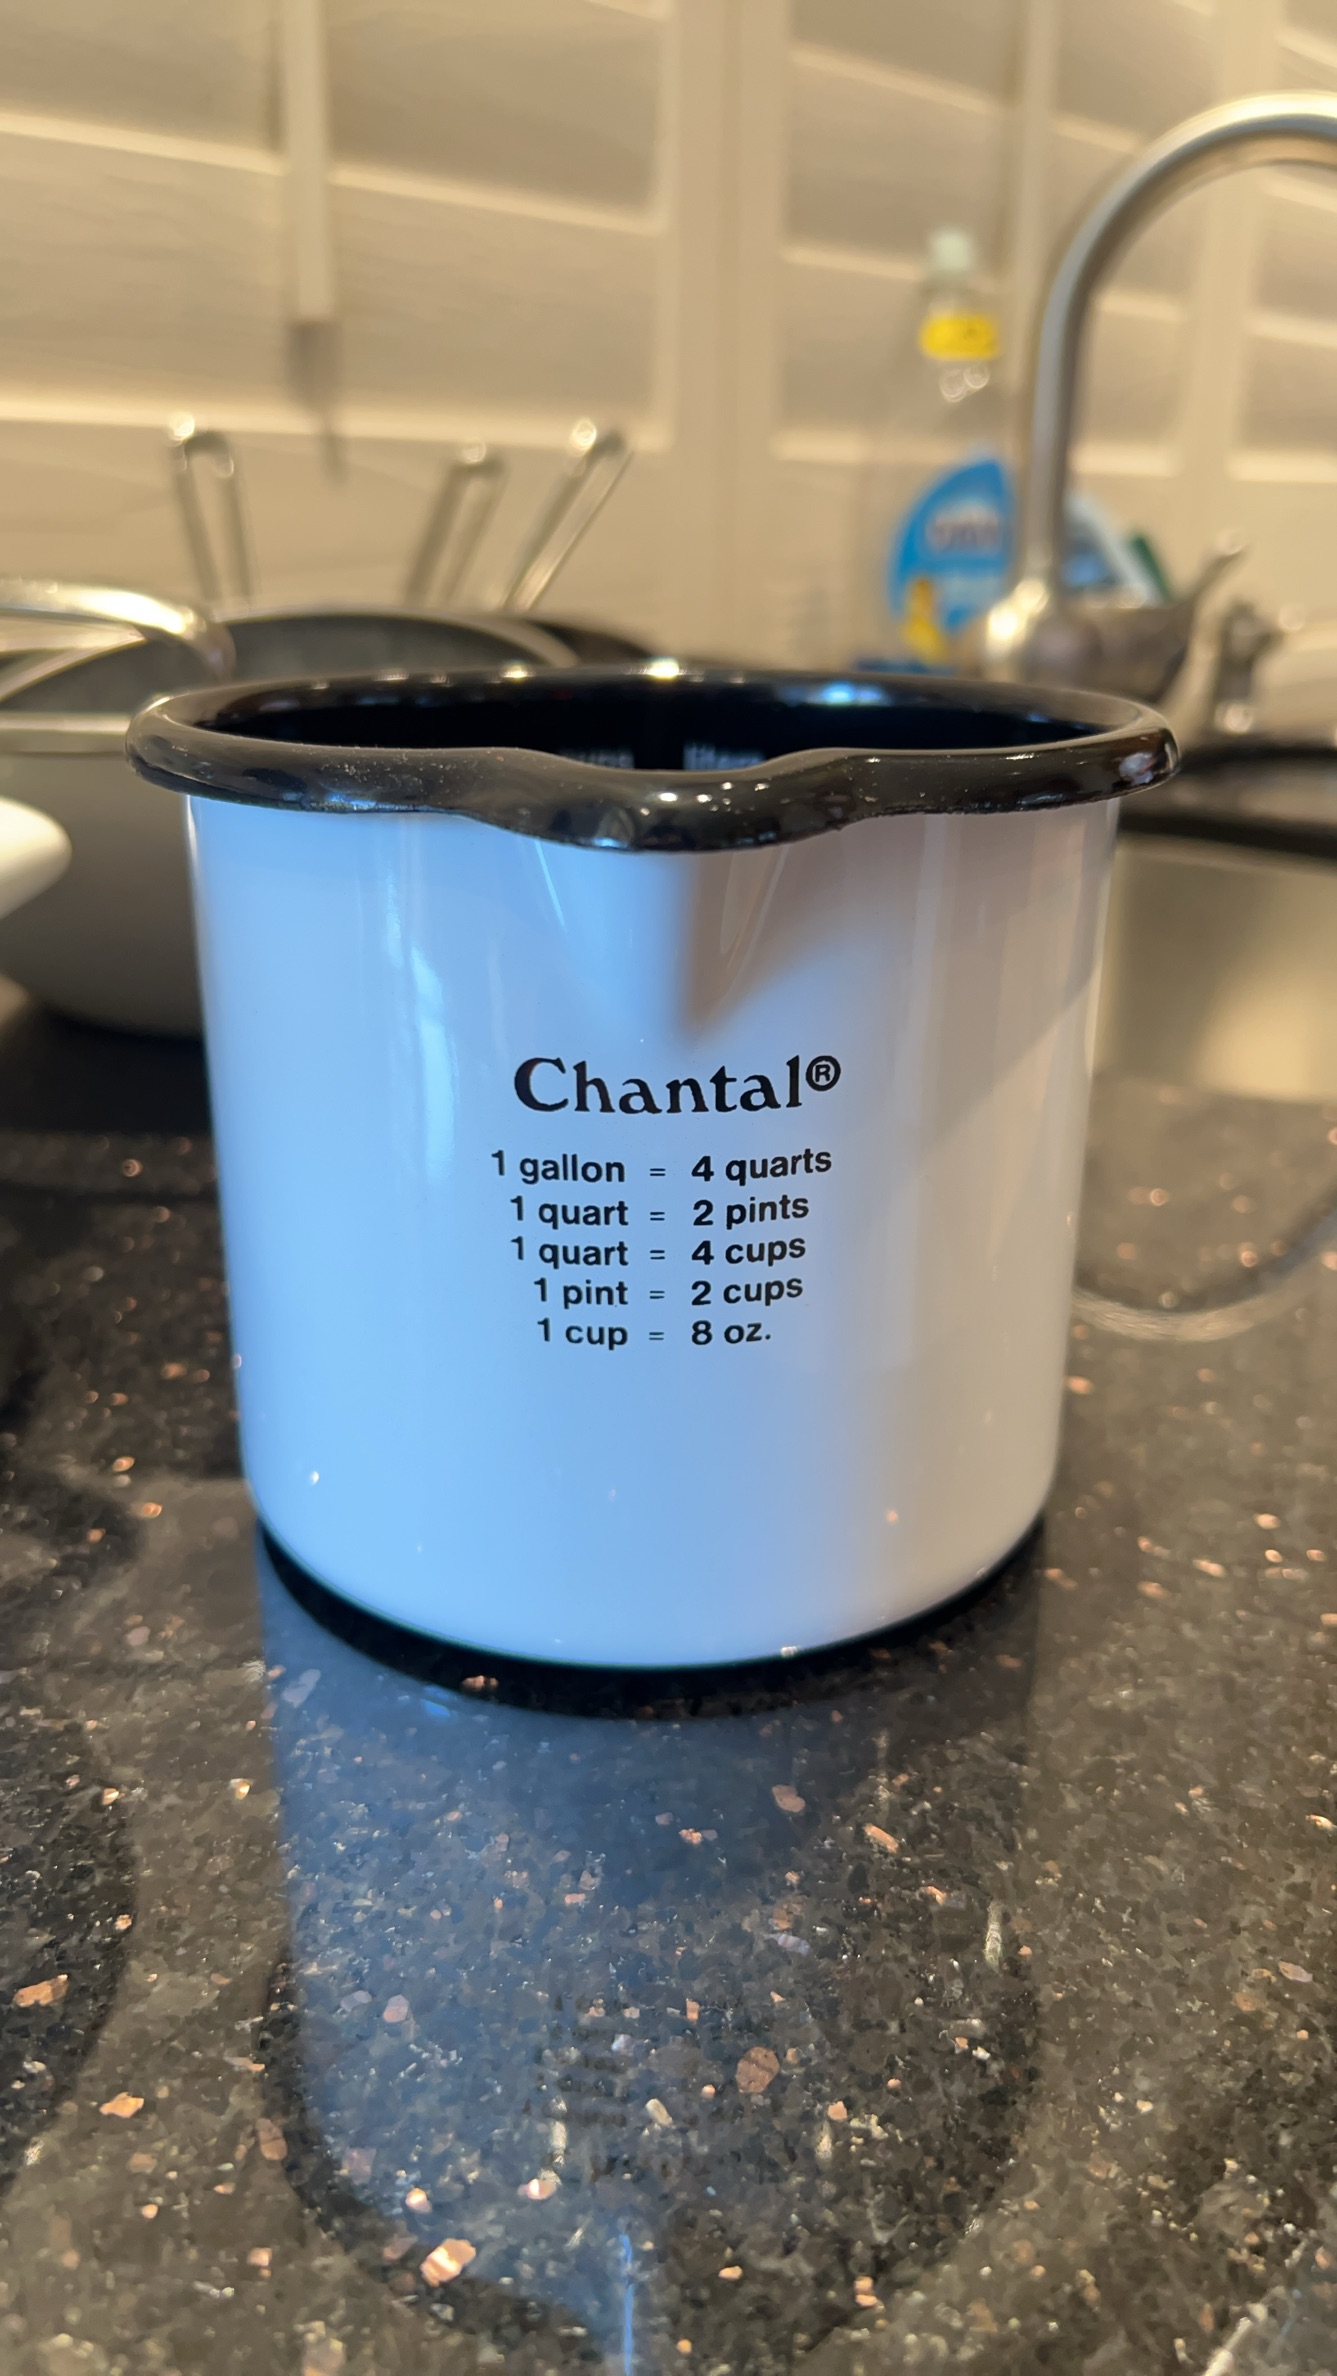 Chantal®
1 gallon = 4 quarts
1 quart = 2 pints
1 quart = 4 cups
1 pint = 2 cups
1 cup = 8 oz.